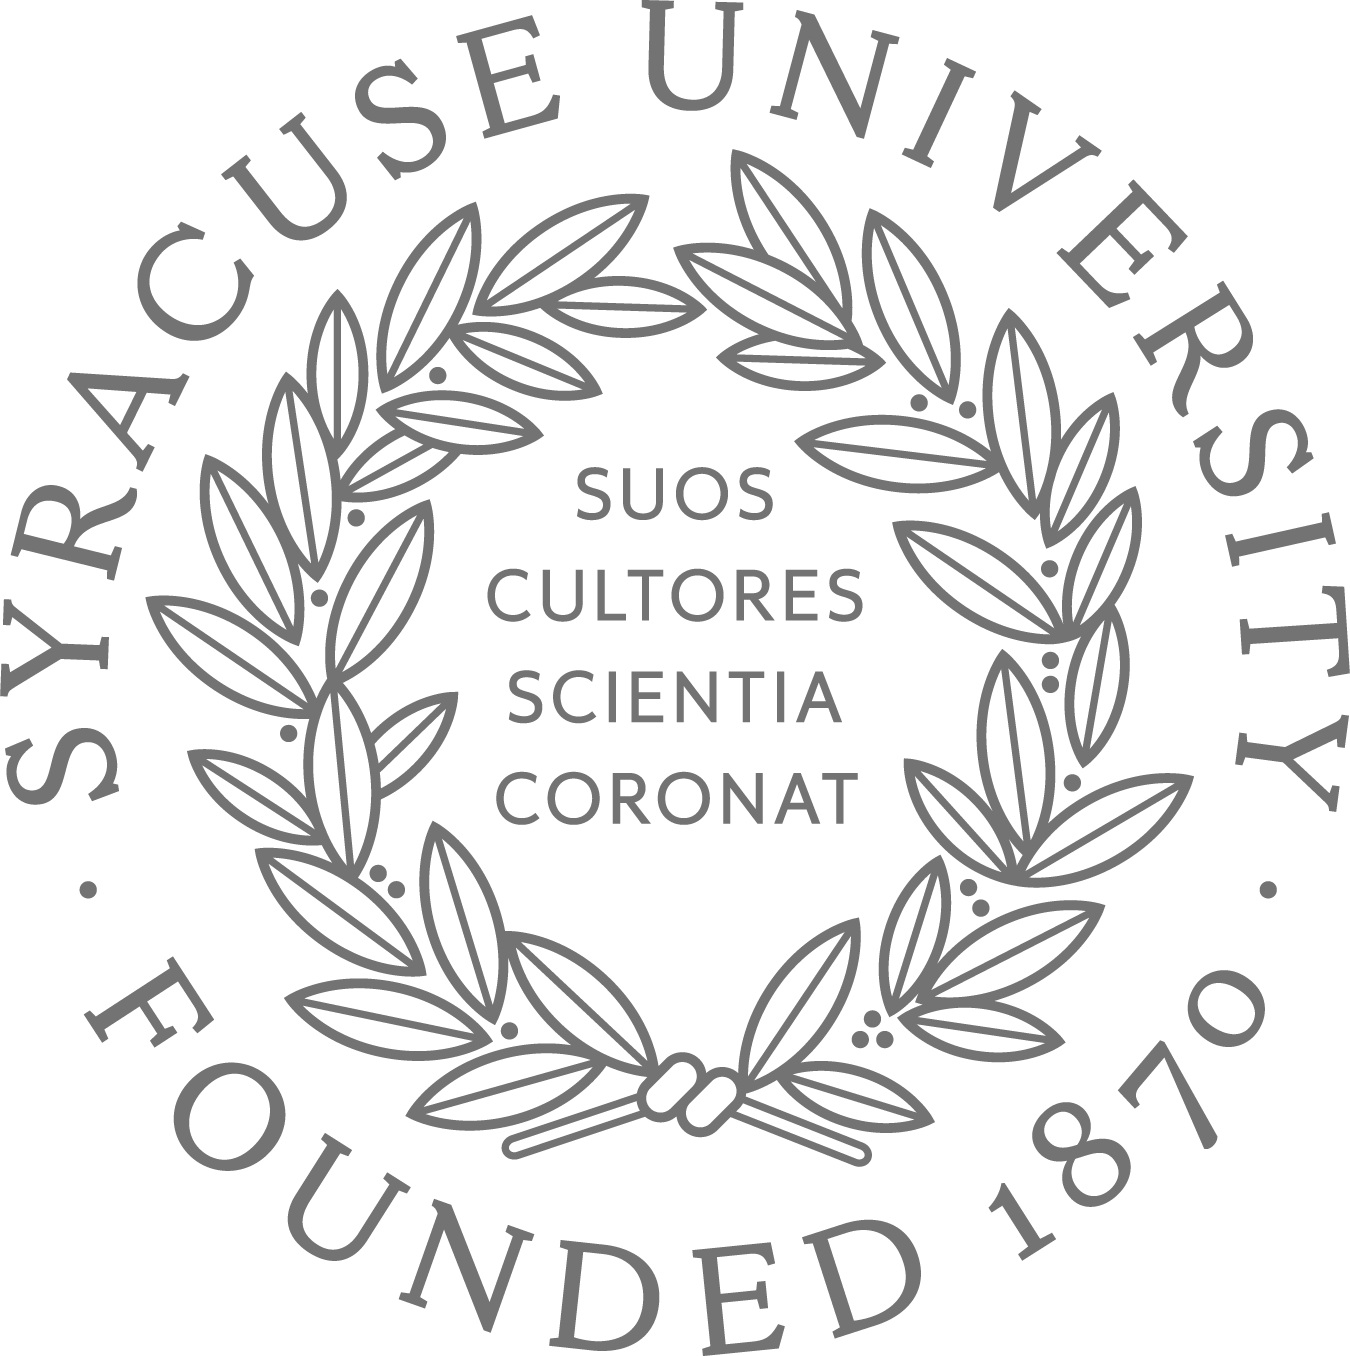 SYRACUSE UNIVERSITY
SUOS
CULTORES
SCIENTIA
CORONAT
· FOUNDED 1870 ·